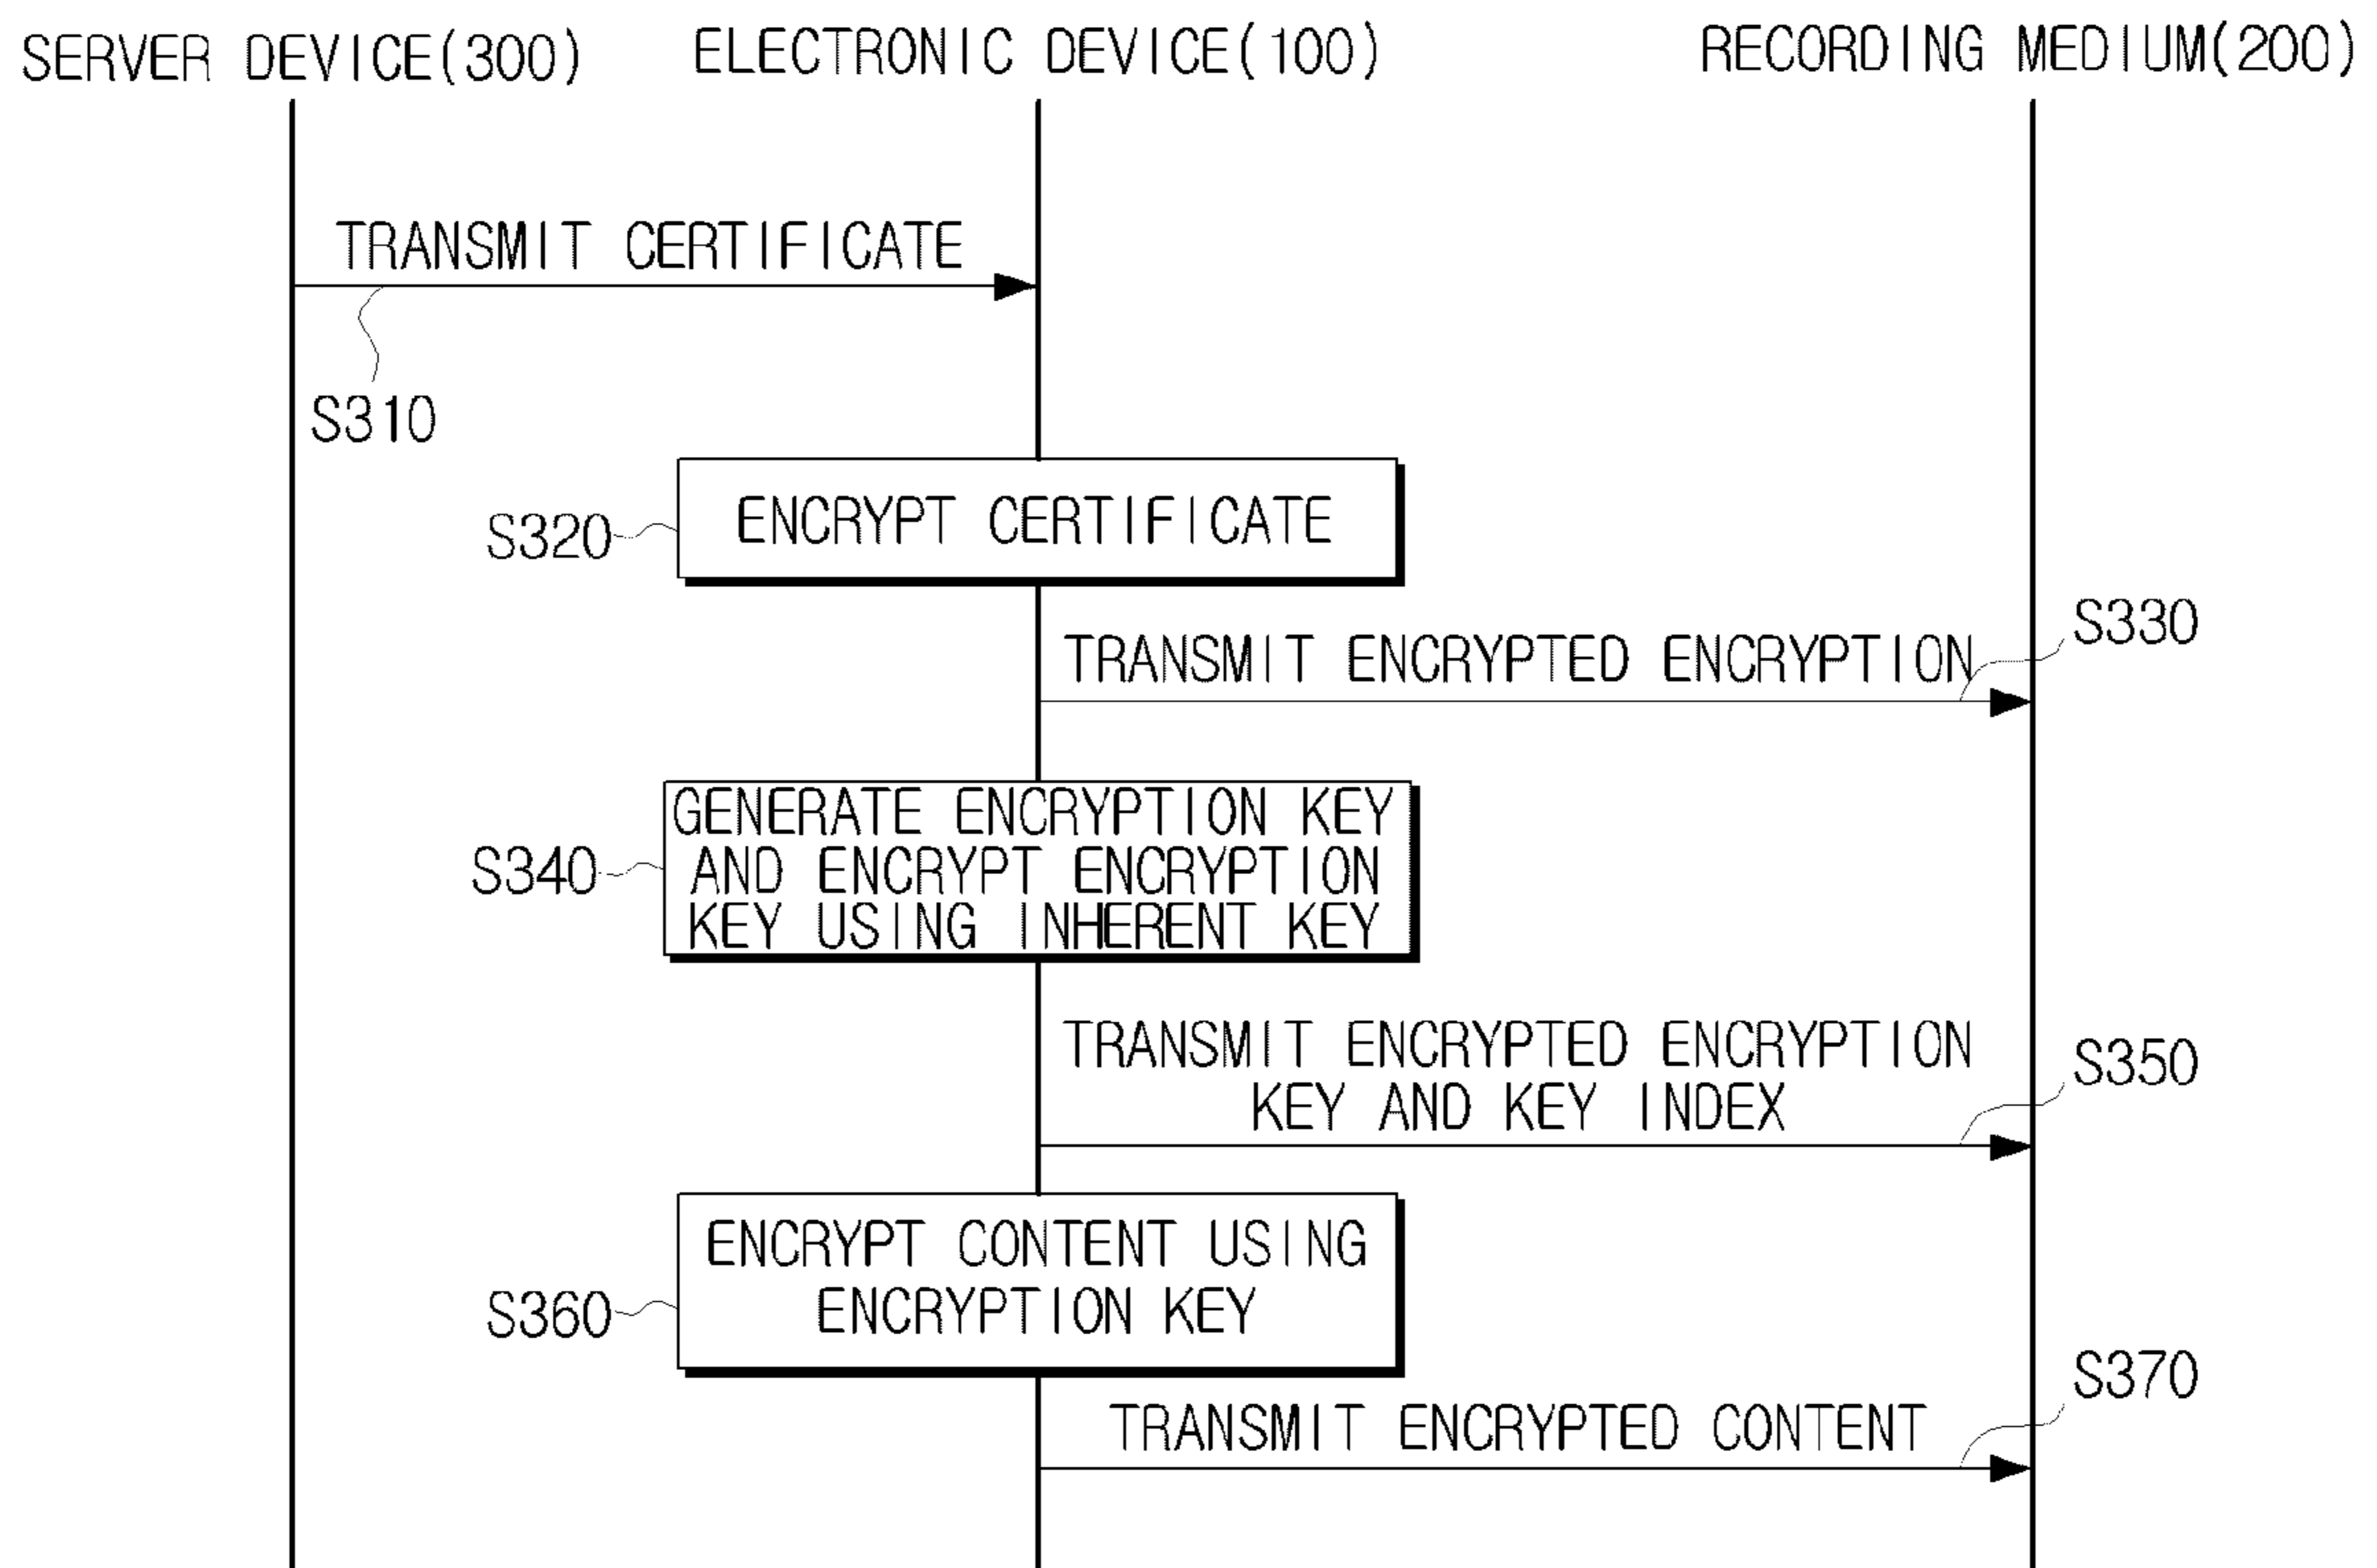 SERVER DEVICE(300)
ELECTRONIC DEVICE(100)
RECORDING MEDIUM(200)
TRANSMIT CERTIFICATE
S310
ENCRYPT CERTIFICATE
S320
S330
TRANSMIT ENCRYPTED ENCRYPTION
GENERATE ENCRYPTION KEY
AND ENCRYPT ENCRYPTION
KEY USING INHERENT KEY
S340
TRANSMIT ENCRYPTED ENCRYPTION
KEY AND KEY INDEX
S350
ENCRYPT CONTENT USING
ENCRYPTION KEY
S360
S370
TRANSMIT ENCRYPTED CONTENT